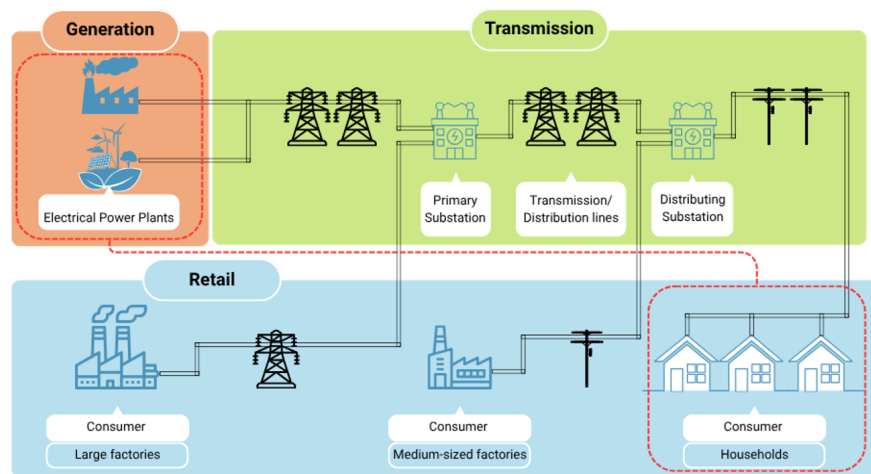 Generation
Transmission
Electrical Power Plants
Primary
Substation
Transmission/
Distribution lines
Distributing
Substation
Retail
Consumer
Large factories
Consumer
Medium-sized factories
Consumer
Households